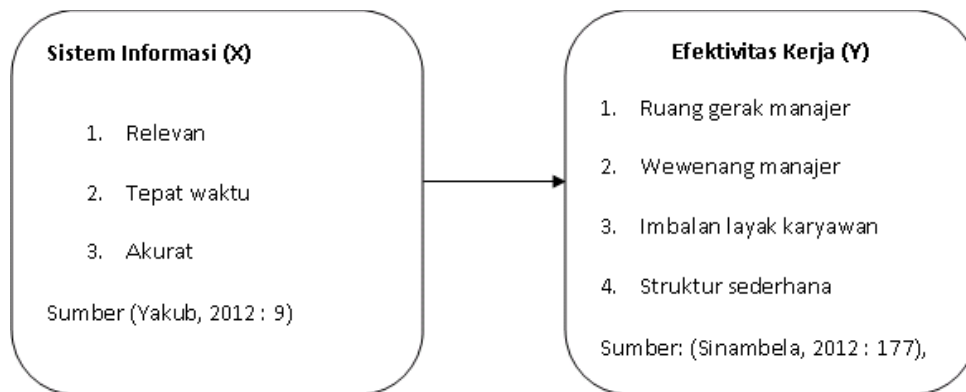 Sistem Informasi (X)
1. Relevan
2. Tepat waktu
3. Akurat
Sumber (Yakub, 2012 : 9)
Efektivitas Kerja (Y)
1. Ruang gerak manajer
2. Wewenang manajer
3. Imbalan layak karyawan
4. Struktur sederhana
Sumber: (Sinambela, 2012 : 177),